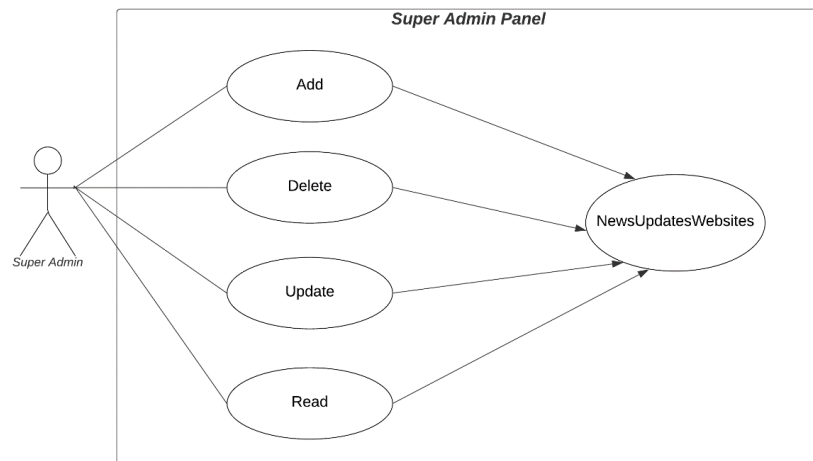 Super Admin Panel
Add
Delete
NewsUpdatesWebsites
Super Admin
Update
Read